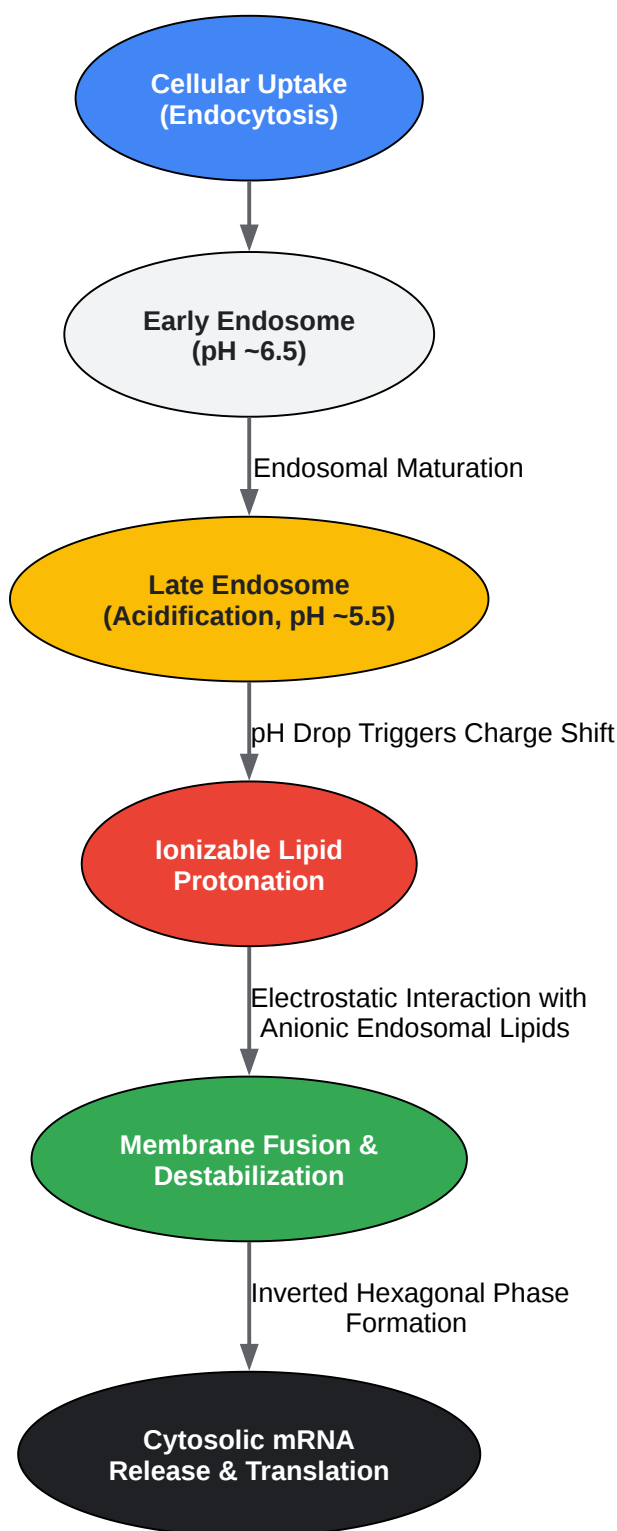 Cellular Uptake
(Endocytosis)
Early Endosome
(pH ~6.5)
Endosomal Maturation
Late Endosome
(Acidification, pH ~5.5)
pH Drop Triggers Charge Shift
Ionizable Lipid
Protonation
Electrostatic Interaction with
Anionic Endosomal Lipids
Membrane Fusion &
Destabilization
Inverted Hexagonal Phase
Formation
Cytosolic mRNA
Release & Translation